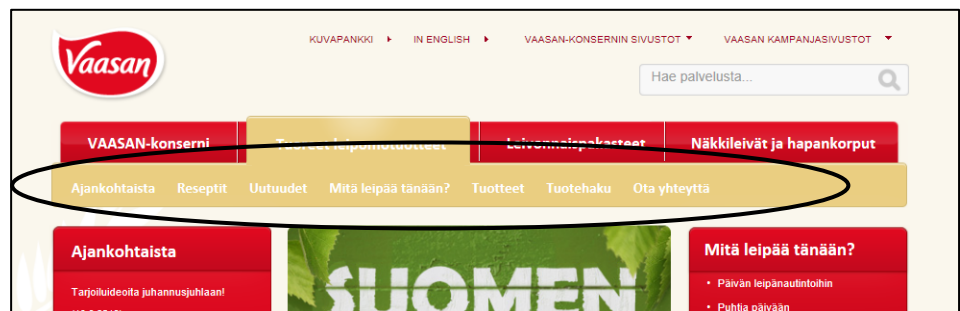 KUVAPANKKI IN ENGLISH VAASAN-KONSERNIN SIVUSTOT VAASAN KAMPANJASIVUSTOT
Vaasan
Hae palvelusta...
VAASAN-konserni Tuoreet leipomotuotteet Leivonnaispakasteet Näkkileivät ja hapankorput
Ajankohtaista Reseptit Uutuudet Mitä leipää tänään? Tuotteet Tuotehaku Ota yhteyttä
Ajankohtaista
Tarjoiluideoita juhannusjuhlaan!
SUOMEN
Mitä leipää tänään?
• Päivän leipänautintoihin
• Puhtia päivään